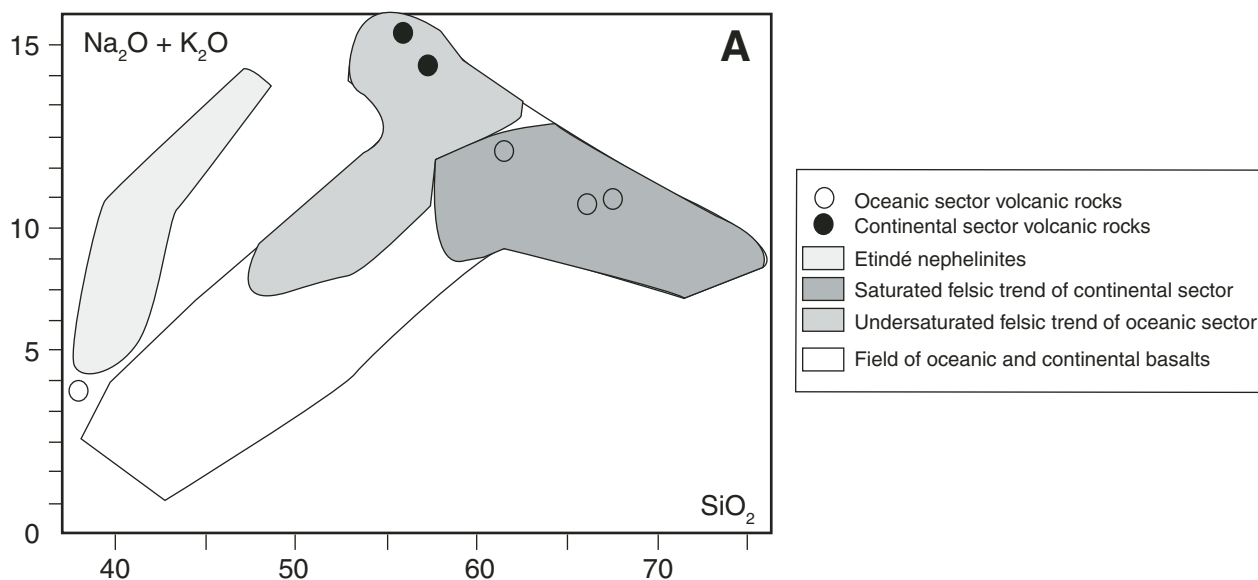 Na₂O + K₂O
A
15
10
5
0
SiO₂
40 50 60 70
Oceanic sector volcanic rocks
Continental sector volcanic rocks
Etindé nephelinites
Saturated felsic trend of continental sector
Undersaturated felsic trend of oceanic sector
Field of oceanic and continental basalts